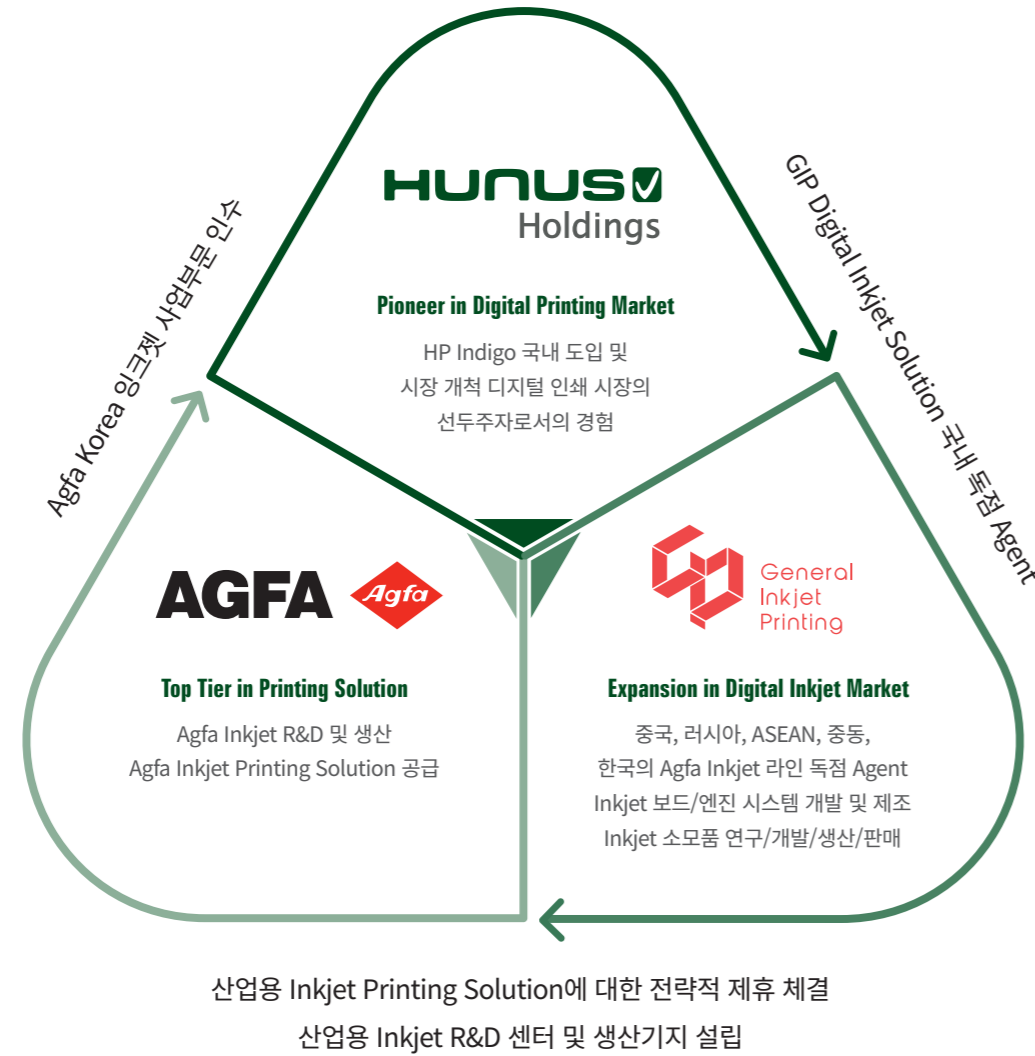 HUNUS
Holdings
Pioneer in Digital Printing Market
HP Indigo 국내 도입 및
시장 개척 디지털 인쇄 시장의
선두주자로서의 경험
Agfa Korea 잉크젯 사업부문 인수
GIP Digital Inkjet Solution 국내 독점 Agent
AGFA Agfa
Top Tier in Printing Solution
Agfa Inkjet R&D 및 생산
Agfa Inkjet Printing Solution 공급
General
Inkjet
Printing
Expansion in Digital Inkjet Market
중국, 러시아, ASEAN, 중동,
한국의 Agfa Inkjet 라인 독점 Agent
Inkjet 보드/엔진 시스템 개발 및 제조
Inkjet 소모품 연구/개발/생산/판매
산업용 Inkjet Printing Solution에 대한 전략적 제휴 체결
산업용 Inkjet R&D 센터 및 생산기지 설립